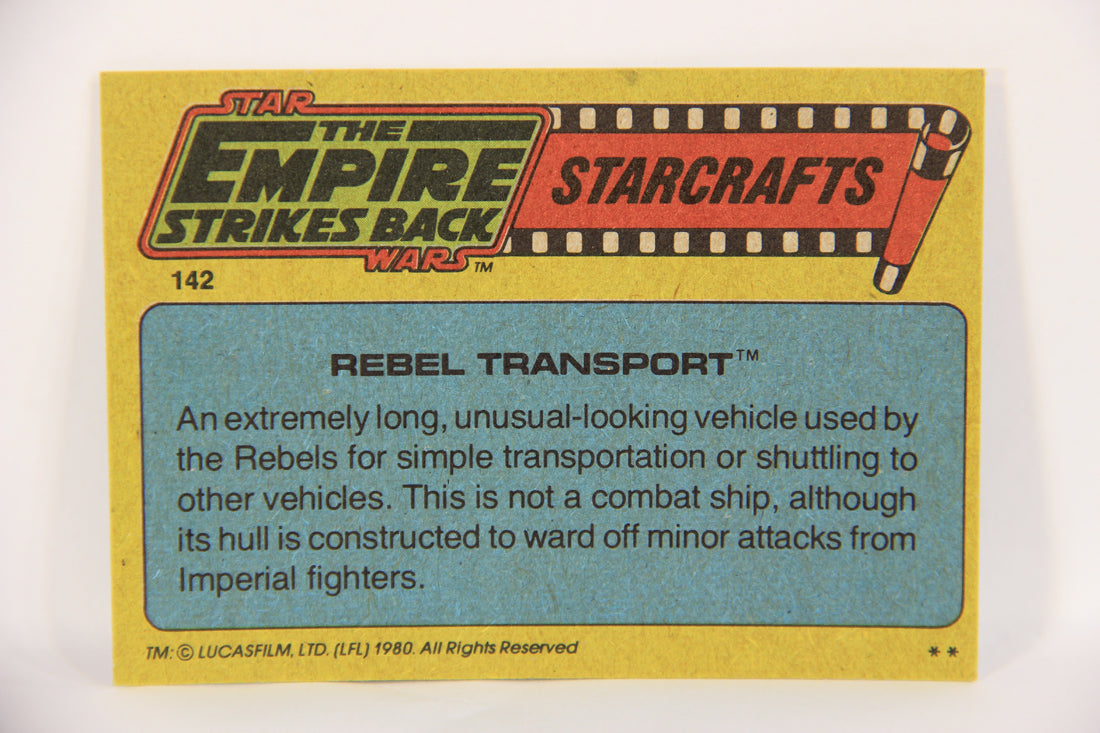 STAR
THE
EMPIRE
STRIKES BACK
WARS™
STARCRAFTS
142
REBEL TRANSPORT™
An extremely long, unusual-looking vehicle used by
the Rebels for simple transportation or shuttling to
other vehicles. This is not a combat ship, although
its hull is constructed to ward off minor attacks from
Imperial fighters.
TM: © LUCASFILM, LTD. (LFL) 1980. All Rights Reserved
* *